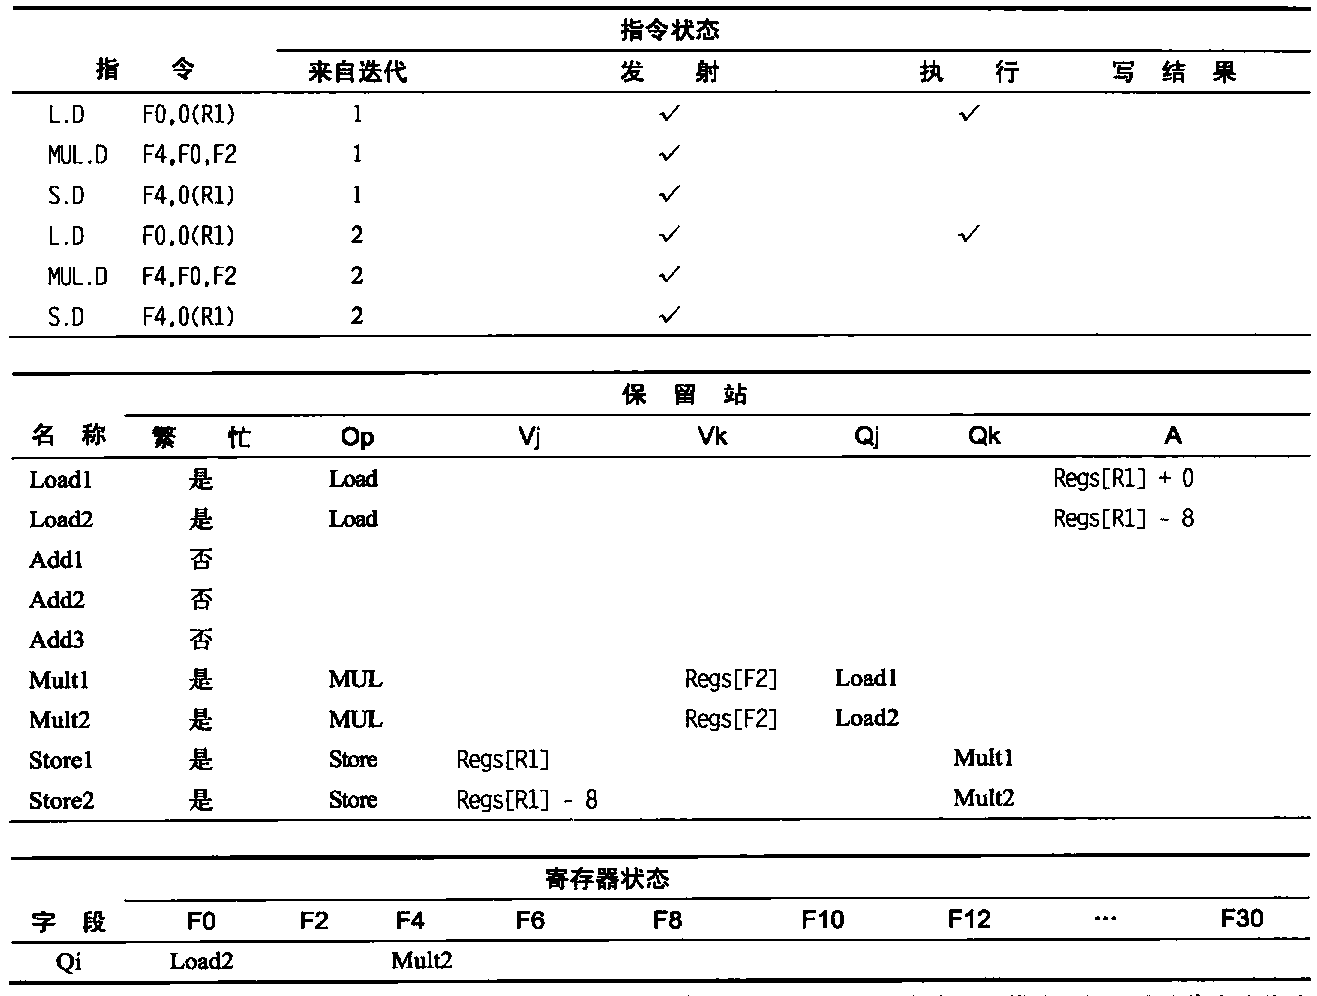 指令状态
指 令 来自迭代 发 射 执 行 写 结 果
L.D F0,0(R1) 1 ✓ ✓
MUL.D F4,F0,F2 1 ✓
S.D F4,0(R1) 1 ✓
L.D F0,0(R1) 2 ✓ ✓
MUL.D F4,F0,F2 2 ✓
S.D F4,0(R1) 2 ✓
保 留 站
名 称 繁 忙 Op Vj Vk Qj Qk A
Load1 是 Load Regs[R1] + 0
Load2 是 Load Regs[R1] - 8
Add1 否
Add2 否
Add3 否
Mult1 是 MUL Regs[F2] Load1
Mult2 是 MUL Regs[F2] Load2
Store1 是 Store Regs[R1] Mult1
Store2 是 Store Regs[R1] - 8 Mult2
寄存器状态
字 段 F0 F2 F4 F6 F8 F10 F12 ··· F30
Qi Load2 Mult2